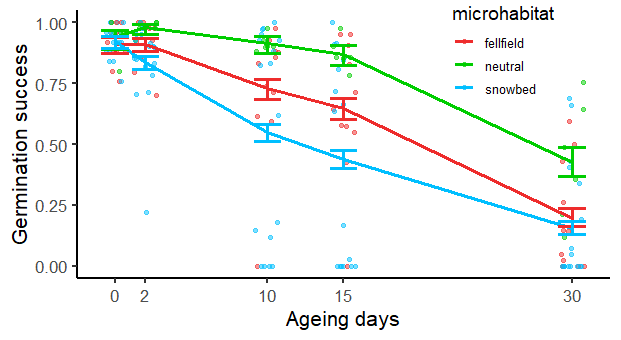 microhabitat
fellfield
neutral
snowbed
Germination success
1.00
0.75
0.50
0.25
0.00
0 2 10 15 30
Ageing days